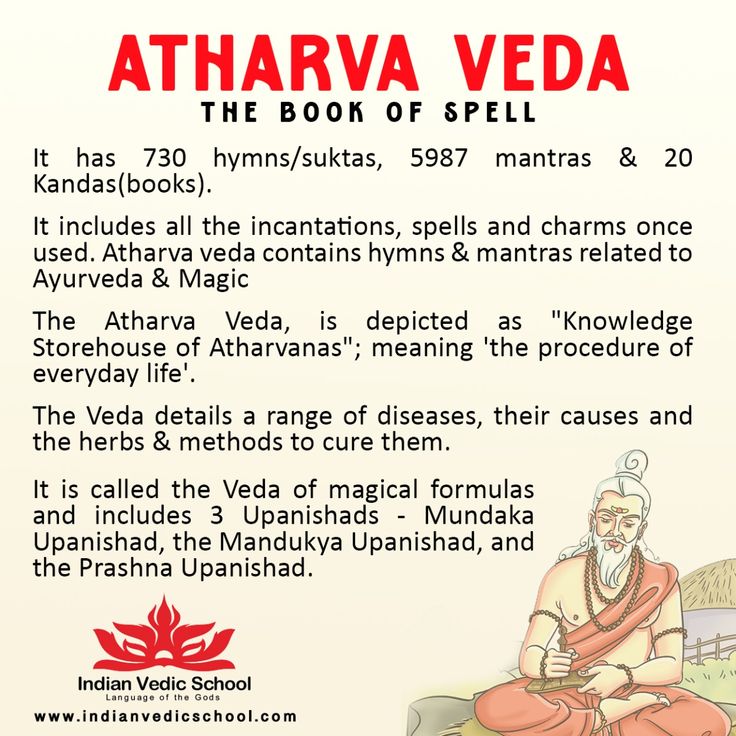 ATHARVA VEDA
THE BOOK OF SPELL
It has 730 hymns/suktas, 5987 mantras & 20
Kandas(books).
It includes all the incantations, spells and charms once
used. Atharva veda contains hymns & mantras related to
Ayurveda & Magic
The Atharva Veda, is depicted as "Knowledge
Storehouse of Atharvanas"; meaning 'the procedure of
everyday life'.
The Veda details a range of diseases, their causes and
the herbs & methods to cure them.
It is called the Veda of magical formulas
and includes 3 Upanishads - Mundaka
Upanishad, the Mandukya Upanishad, and
the Prashna Upanishad.
Indian Vedic School
Language of the Gods
www.indianvedicschool.com